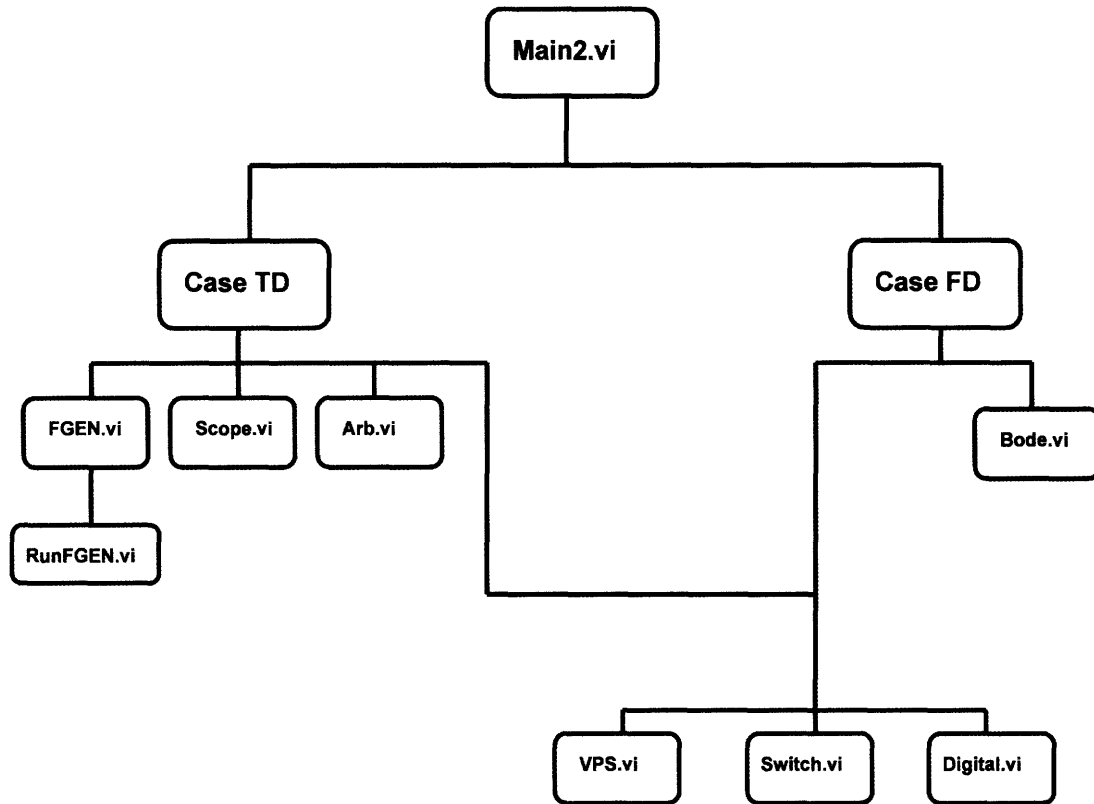 Main2.vi
Case TD
Case FD
FGEN.vi
Scope.vi
Arb.vi
Bode.vi
RunFGEN.vi
VPS.vi
Switch.vi
Digital.vi